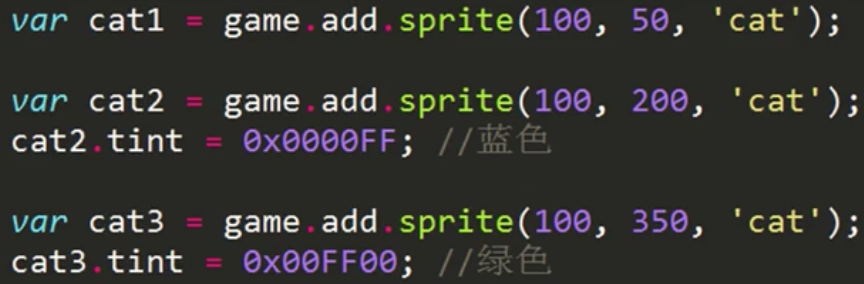 var cat1 = game.add.sprite(100, 50, 'cat');
var cat2 = game.add.sprite(100, 200, 'cat');
cat2.tint = 0x0000FF; //蓝色
var cat3 = game.add.sprite(100, 350, 'cat');
cat3.tint = 0x00FF00; //绿色